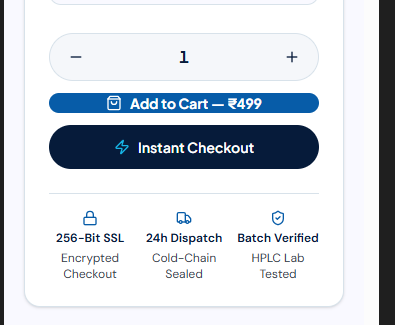 − 1 +
Add to Cart — ₹499
Instant Checkout
256-Bit SSL
Encrypted
Checkout
24h Dispatch
Cold-Chain
Sealed
Batch Verified
HPLC Lab
Tested